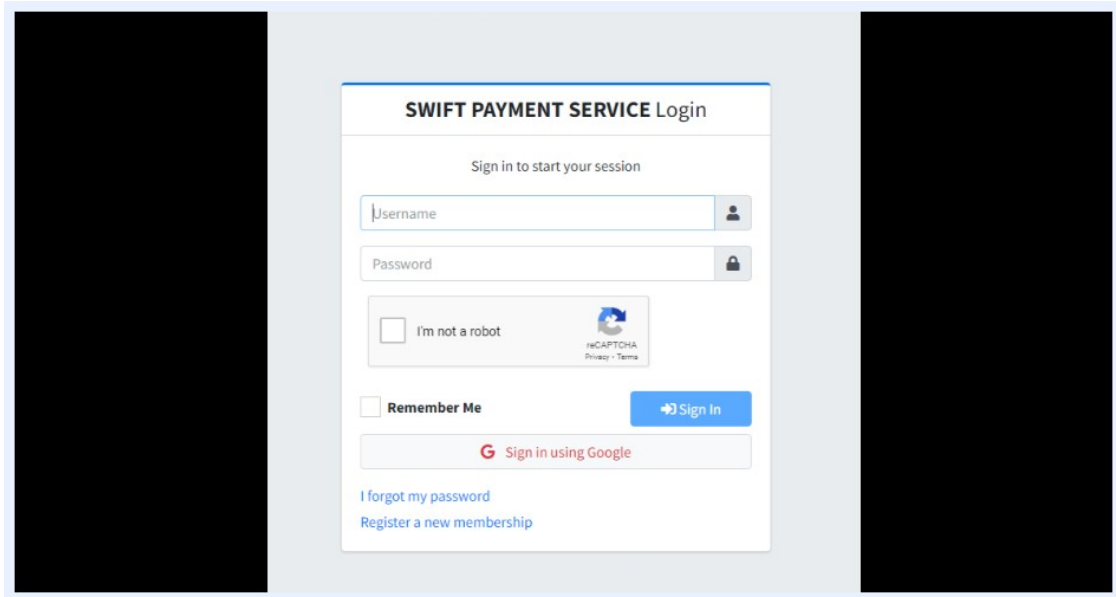 SWIFT PAYMENT SERVICE Login
Sign in to start your session
Username
Password
I'm not a robot
reCAPTCHA
Privacy - Terms
Remember Me
Sign In
G Sign in using Google
I forgot my password
Register a new membership